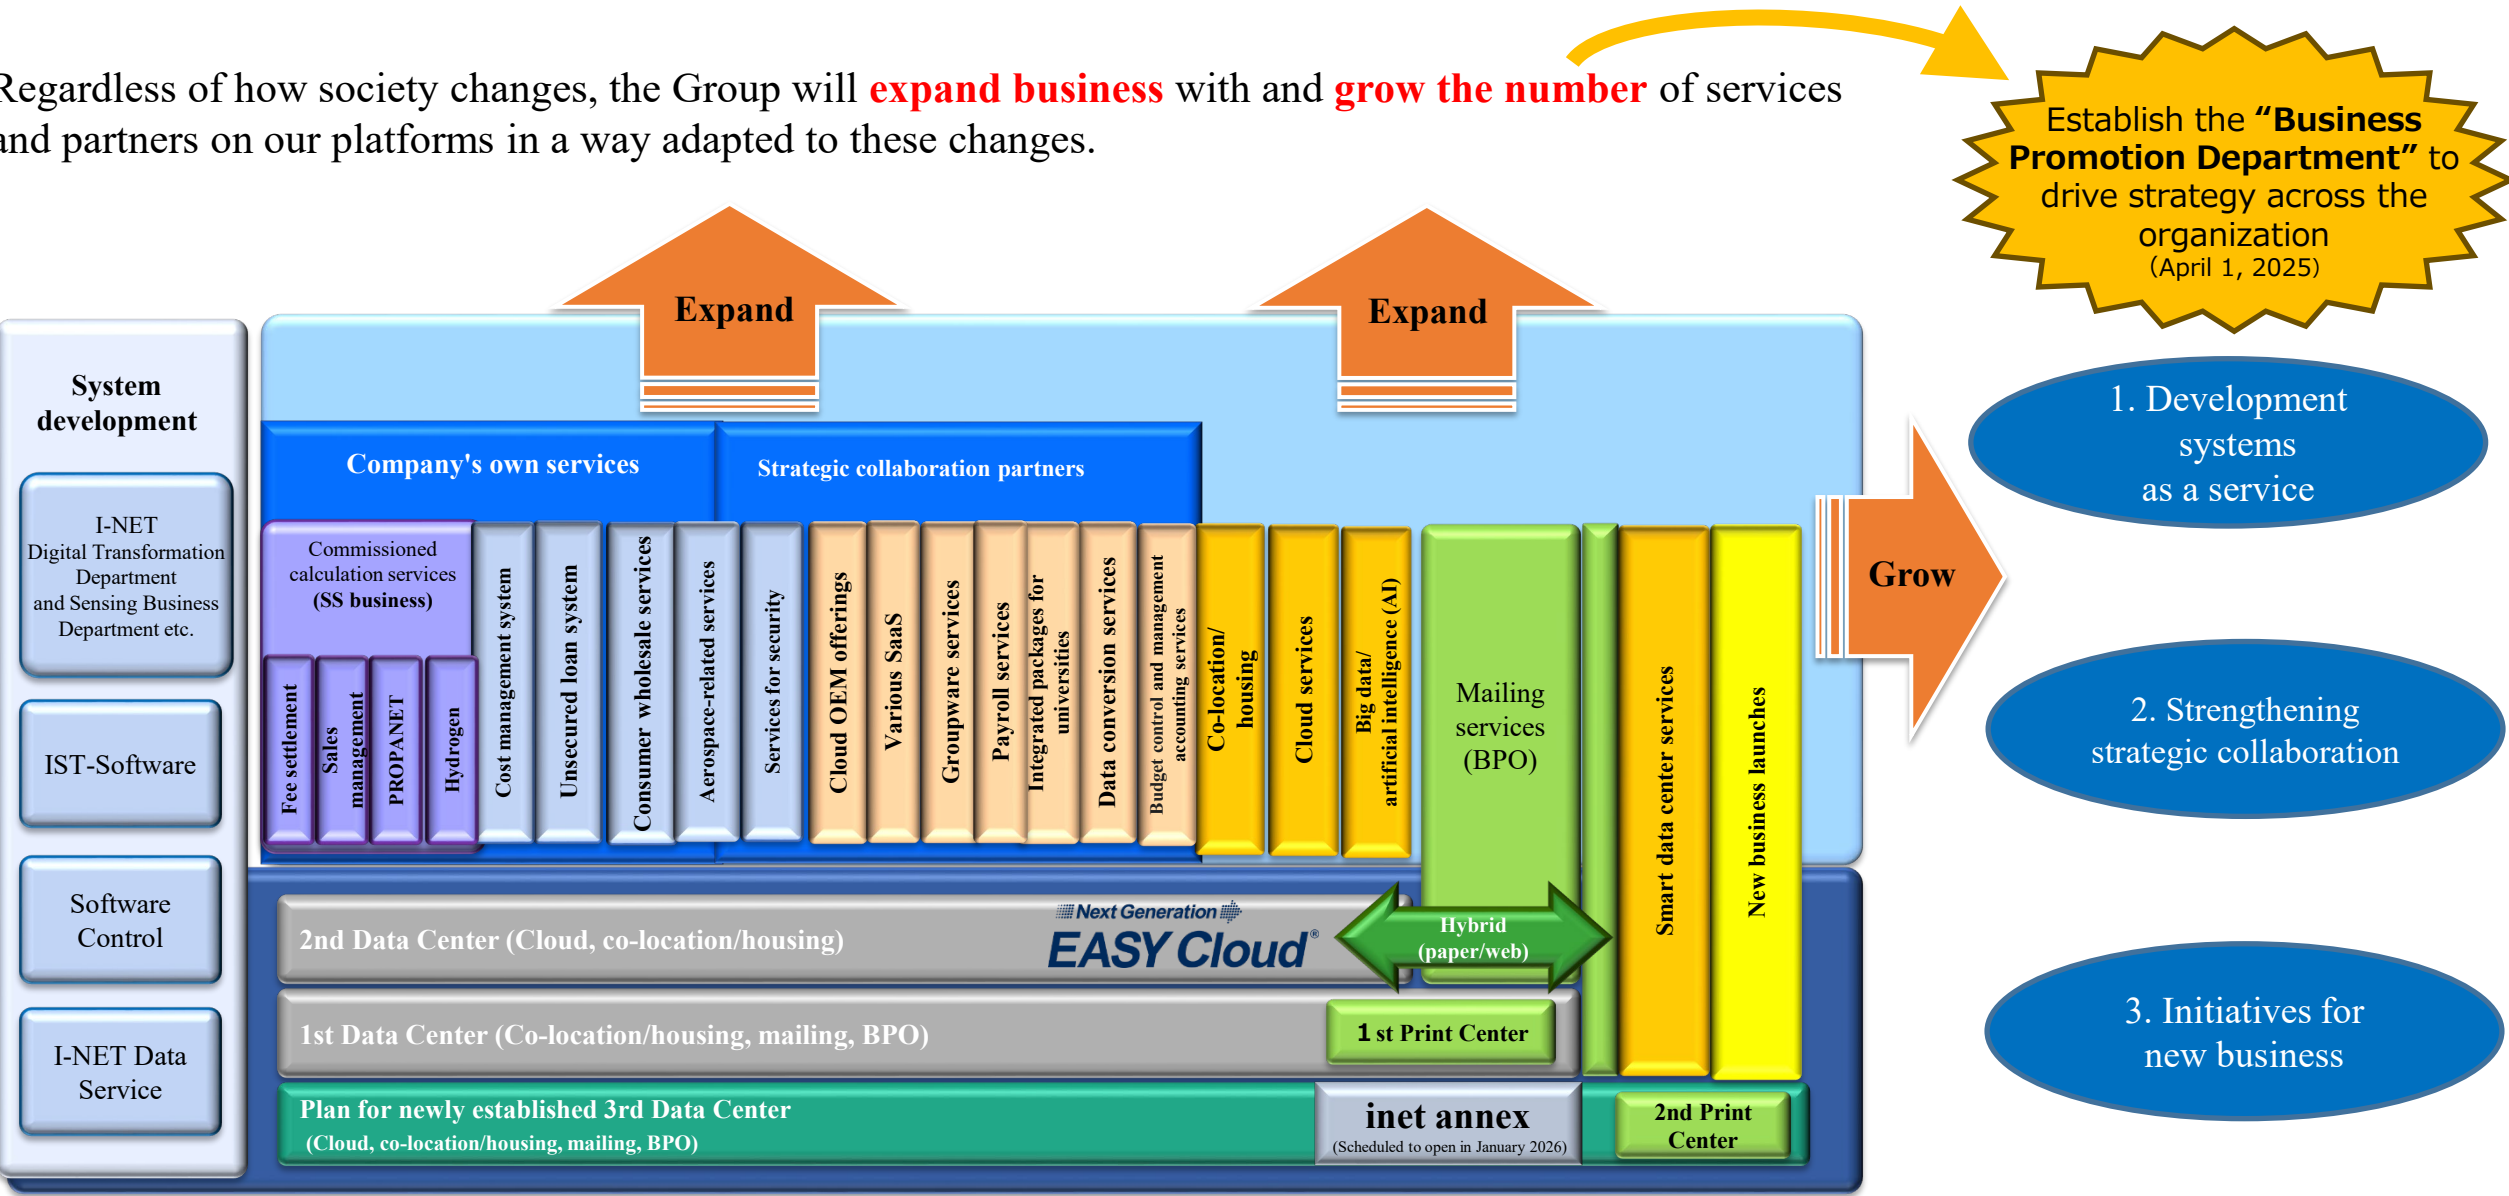 Regardless of how society changes, the Group will expand business with and grow the number of services
and partners on our platforms in a way adapted to these changes.
Establish the “Business
Promotion Department” to
drive strategy across the
organization
(April 1, 2025)
Expand
Expand
Grow
System
development
I-NET
Digital Transformation
Department
and Sensing Business
Department etc.
IST-Software
Software
Control
I-NET Data
Service
Company's own services
Strategic collaboration partners
Commissioned
calculation services
(SS business)
Fee settlement
Sales
management
PROPANET
Hydrogen
Cost management system
Unsecured loan system
Consumer wholesale services
Aerospace-related services
Services for security
Cloud OEM offerings
Various SaaS
Groupware services
Payroll services
Integrated packages for
universities
Data conversion services
Budget control and management
accounting services
Co-location/
housing
Cloud services
Big data/
artificial intelligence (AI)
Mailing
services
(BPO)
Smart data center services
New business launches
2nd Data Center (Cloud, co-location/housing)
Next Generation
EASY Cloud®
Hybrid
(paper/web)
1st Data Center (Co-location/housing, mailing, BPO)
1 st Print Center
Plan for newly established 3rd Data Center
(Cloud, co-location/housing, mailing, BPO)
inet annex
(Scheduled to open in January 2026)
2nd Print
Center
1. Development
systems
as a service
2. Strengthening
strategic collaboration
3. Initiatives for
new business